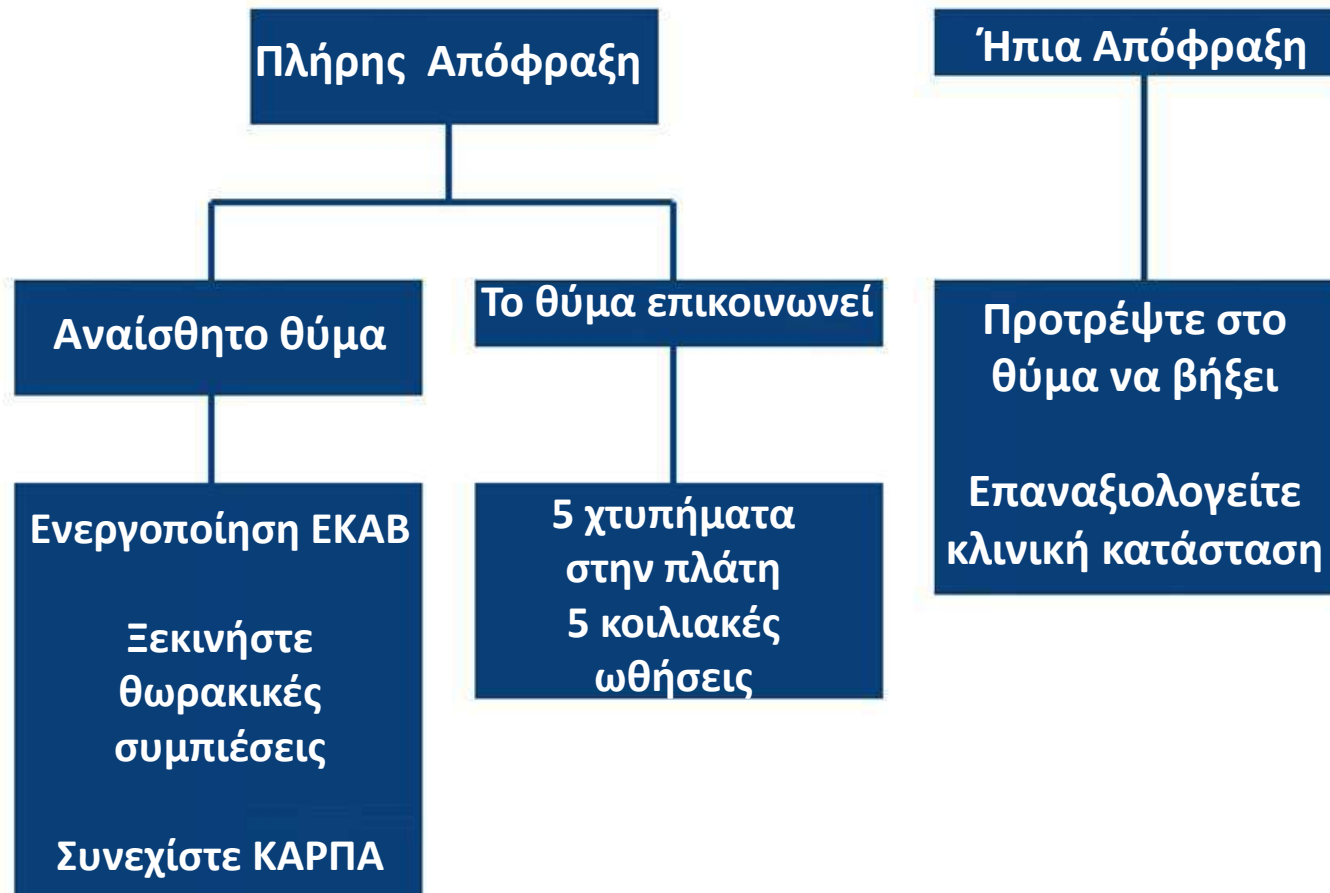 Πλήρης Απόφραξη
Αναίσθητο θύμα
Ενεργοποίηση ΕΚΑΒ
Ξεκινήστε
θωρακικές
συμπιέσεις
Συνεχίστε ΚΑΡΠΑ
Το θύμα επικοινωνεί
5 χτυπήματα
στην πλάτη
5 κοιλιακές
ωθήσεις
Ήπια Απόφραξη
Προτρέψτε στο
θύμα να βήξει
Επαναξιολογείτε
κλινική κατάσταση